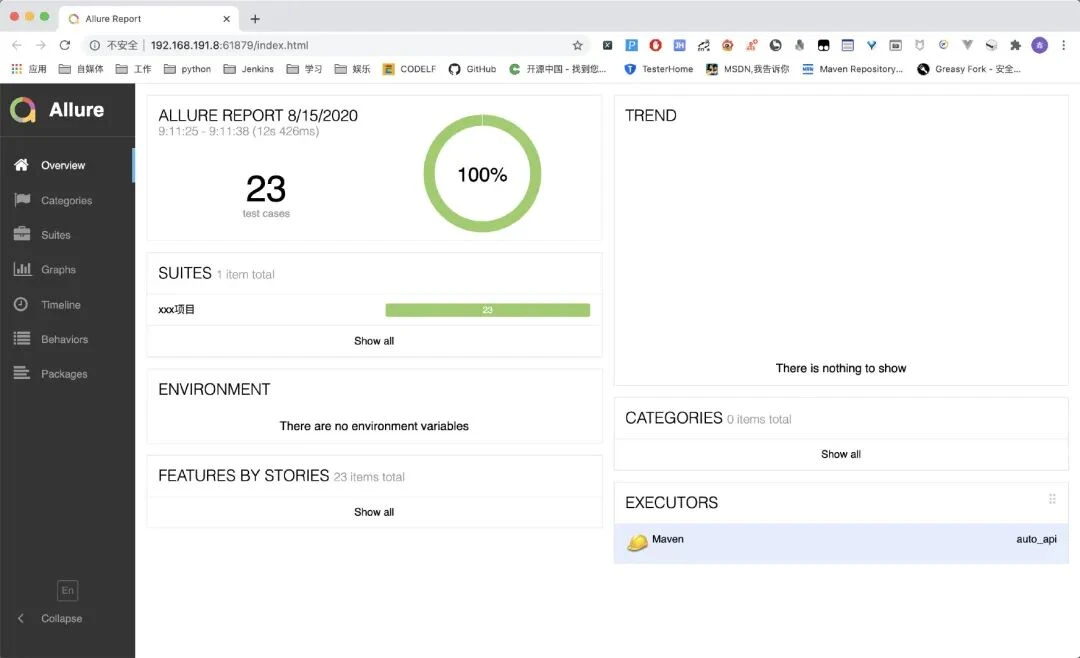 Allure Report
不安全 192.168.191.8:61879/index.html
应用 自媒体 工作 python Jenkins 学习 娱乐 CODELF GitHub 开源中国 - 找到您... TesterHome MSDN,我告诉你 Maven Repository... Greasy Fork - 安全...
Allure
Overview
Categories
Suites
Graphs
Timeline
Behaviors
Packages
En
Collapse
ALLURE REPORT 8/15/2020
9:11:25 - 9:11:38 (12s 426ms)
23
test cases
100%
SUITES 1 item total
xxx项目 23
Show all
ENVIRONMENT
There are no environment variables
FEATURES BY STORIES 23 items total
Show all
TREND
There is nothing to show
CATEGORIES 0 items total
Show all
EXECUTORS
Maven auto_api